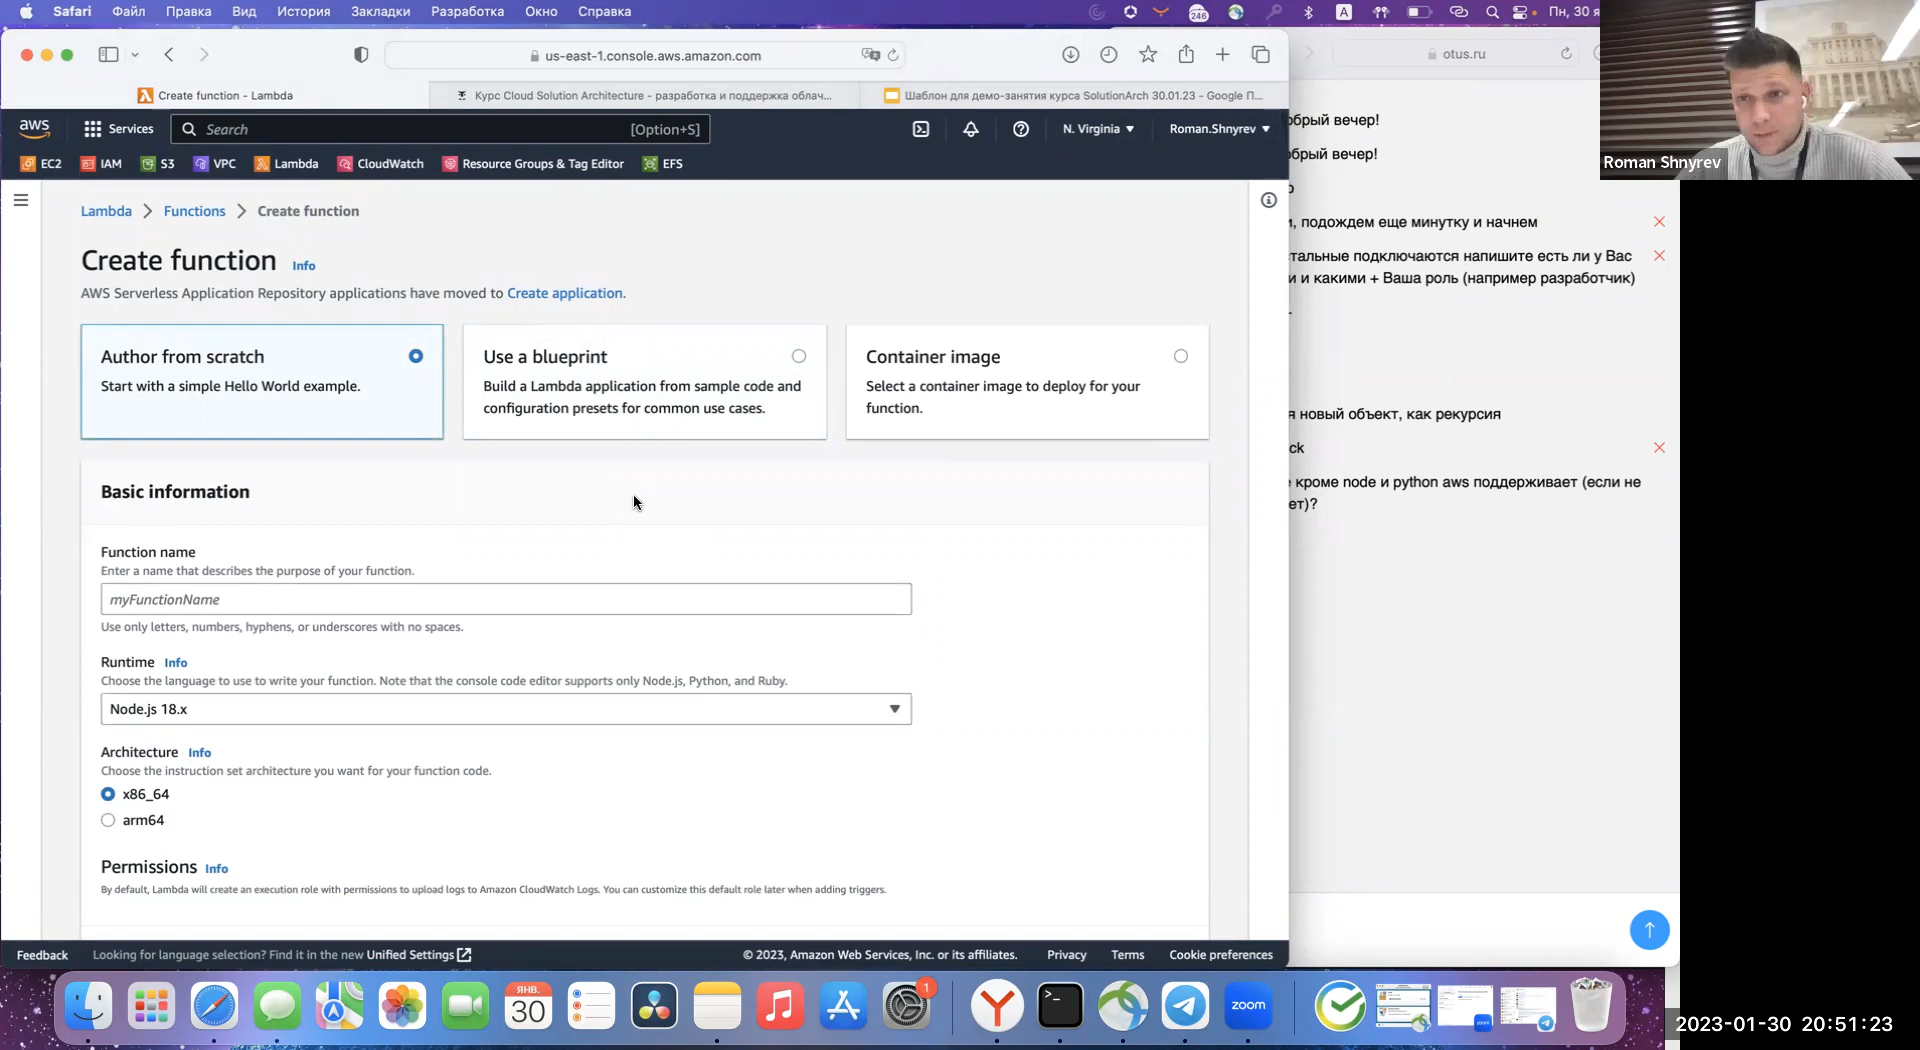 Safari Файл Правка Вид История Закладки Разработка Окно Справка
246
A
Пн, 30 я
us-east-1.console.aws.amazon.com
otus.ru
Create function - Lambda
Курс Cloud Solution Architecture - разработка и поддержка облач...
Шаблон для демо-занятия курса SolutionArch 30.01.23 - Google П...
aws
Services
Search
[Option+S]
N. Virginia
Roman.Shnyrev
EC2 IAM S3 VPC Lambda CloudWatch Resource Groups & Tag Editor EFS
Lambda Functions Create function
Create function Info
AWS Serverless Application Repository applications have moved to Create application.
Author from scratch
Start with a simple Hello World example.
Use a blueprint
Build a Lambda application from sample code and
configuration presets for common use cases.
Container image
Select a container image to deploy for your
function.
Basic information
Function name
Enter a name that describes the purpose of your function.
myFunctionName
Use only letters, numbers, hyphens, or underscores with no spaces.
Runtime Info
Choose the language to use to write your function. Note that the console code editor supports only Node.js, Python, and Ruby.
Node.js 18.x
Architecture Info
Choose the instruction set architecture you want for your function code.
x86_64
arm64
Permissions Info
By default, Lambda will create an execution role with permissions to upload logs to Amazon CloudWatch Logs. You can customize this default role later when adding triggers.
Feedback Looking for language selection? Find it in the new Unified Settings
© 2023, Amazon Web Services, Inc. or its affiliates. Privacy Terms Cookie preferences
обрый вечер!
обрый вечер!
о
, подождем еще минутку и начнем
тальные подключаются напишите есть ли у Вас
и и какими + Ваша роль (например разработчик)
я новый объект, как рекурсия
ck
е кроме node и python aws поддерживает (если не
ет)?
Roman Shnyrev
ЯНВ.
30
1
zoom
2023-01-30 20:51:23